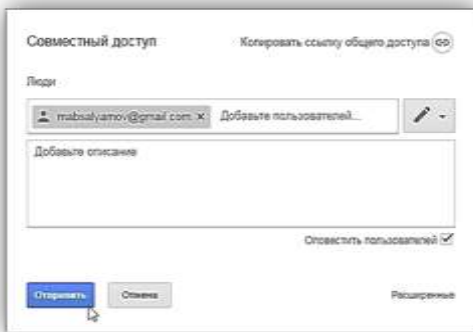 Совместный доступ Копировать ссылку общего доступа
Люди
mabsalyamov@gmail.com × Добавьте пользователей...
Добавьте описание
Оповестить пользователей
Отправить Отмена Расширенные